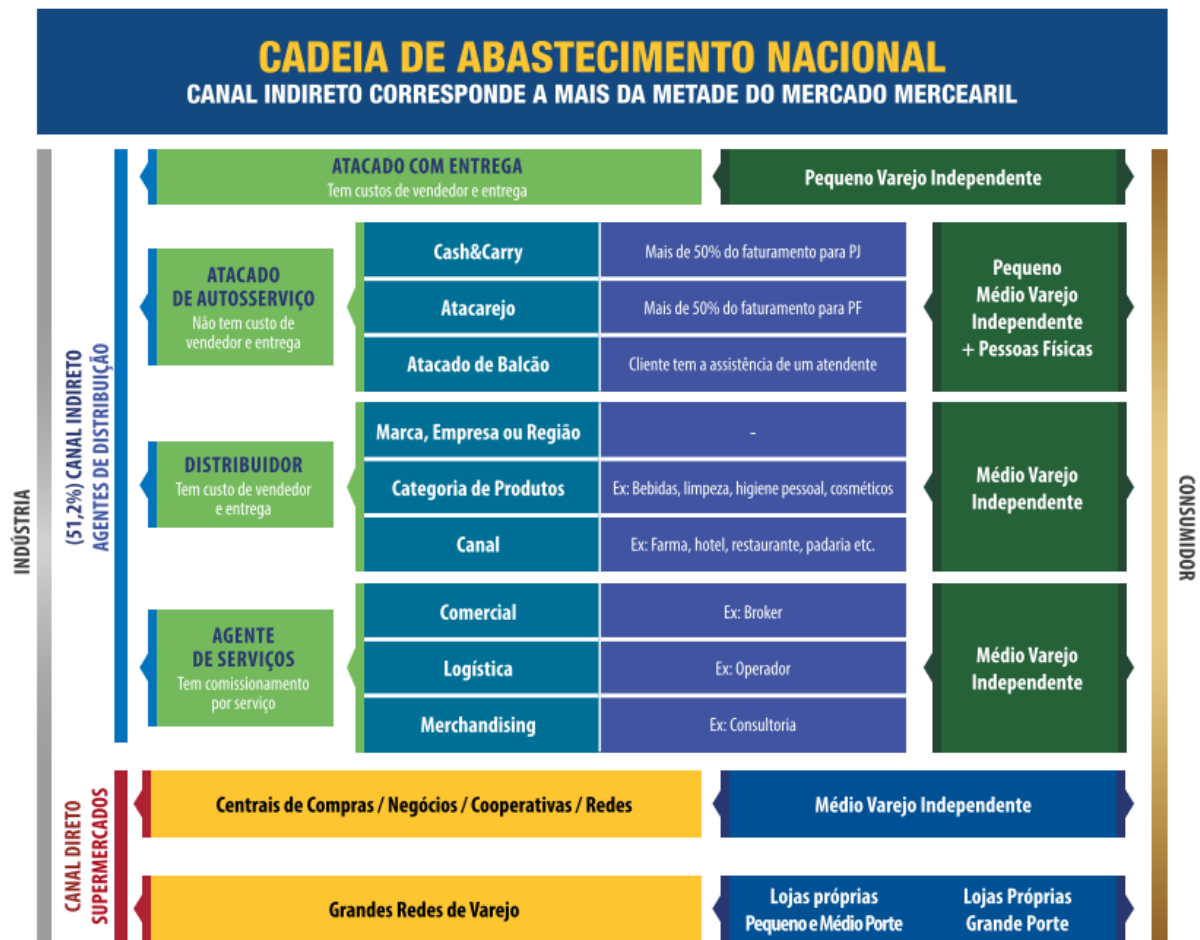 CADEIA DE ABASTECIMENTO NACIONAL
CANAL INDIRETO CORRESPONDE A MAIS DA METADE DO MERCADO MERCEARIL
INDÚSTRIA
(51,2%) CANAL INDIRETO
AGENTES DE DISTRIBUIÇÃO
ATACADO COM ENTREGA
Tem custos de vendedor e entrega
Pequeno Varejo Independente
ATACADO
DE AUTOSSERVIÇO
Não tem custo de
vendedor e entrega
Cash&Carry
Mais de 50% do faturamento para PJ
Atacarejo
Mais de 50% do faturamento para PF
Atacado de Balcão
Cliente tem a assistência de um atendente
Pequeno
Médio Varejo
Independente
+ Pessoas Físicas
DISTRIBUIDOR
Tem custo de vendedor
e entrega
Marca, Empresa ou Região
-
Categoria de Produtos
Ex: Bebidas, limpeza, higiene pessoal, cosméticos
Canal
Ex: Farma, hotel, restaurante, padaria etc.
Médio Varejo
Independente
AGENTE
DE SERVIÇOS
Tem comissionamento
por serviço
Comercial
Ex: Broker
Logística
Ex: Operador
Merchandising
Ex: Consultoria
Médio Varejo
Independente
CANAL DIRETO
SUPERMERCADOS
Centrais de Compras / Negócios / Cooperativas / Redes
Médio Varejo Independente
Grandes Redes de Varejo
Lojas próprias
Pequeno e Médio Porte
Lojas Próprias
Grande Porte
CONSUMIDOR